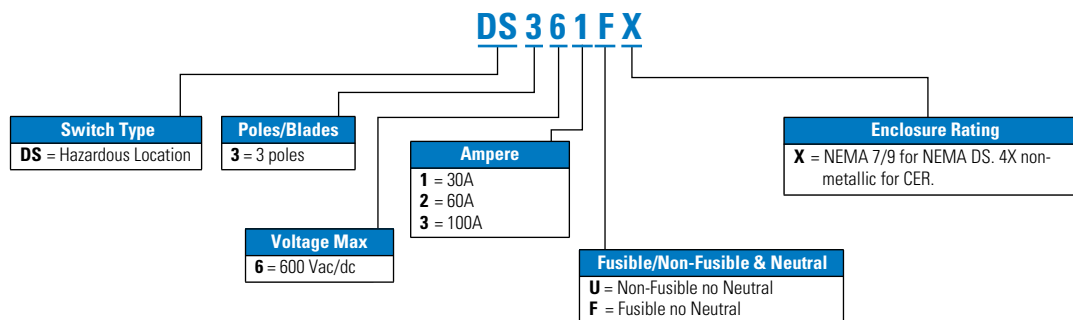 DS 3 6 1 F X
Switch Type
DS = Hazardous Location
Poles/Blades
3 = 3 poles
Ampere
1 = 30A
2 = 60A
3 = 100A
Enclosure Rating
X = NEMA 7/9 for NEMA DS. 4X non-
metallic for CER.
Voltage Max
6 = 600 Vac/dc
Fusible/Non-Fusible & Neutral
U = Non-Fusible no Neutral
F = Fusible no Neutral